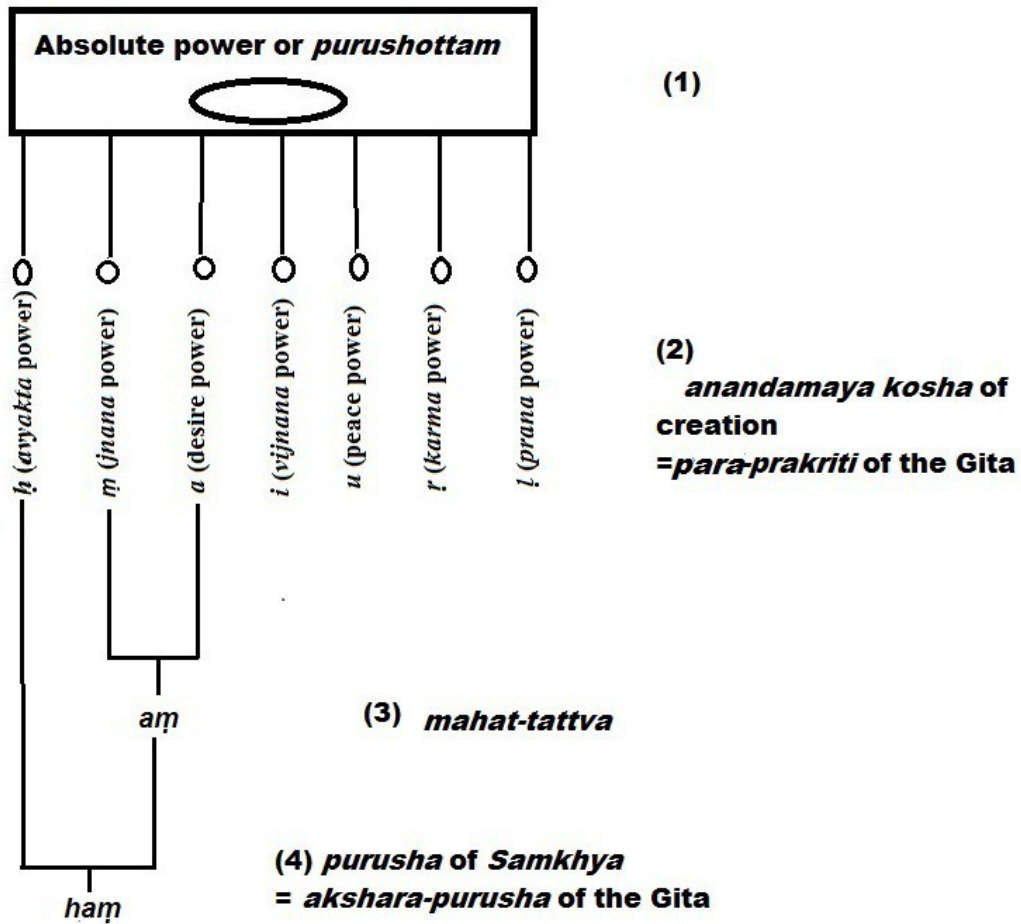 Absolute power or purushottam
(1)
ḥ (avyakta power)
ṃ (jnana power)
a (desire power)
i (vijnana power)
u (peace power)
ṛ (karma power)
ḷ (prana power)
(2)
anandamaya kosha of
creation
=para-prakriti of the Gita
aṃ
(3) mahat-tattva
(4) purusha of Samkhya
= akshara-purusha of the Gita
haṃ